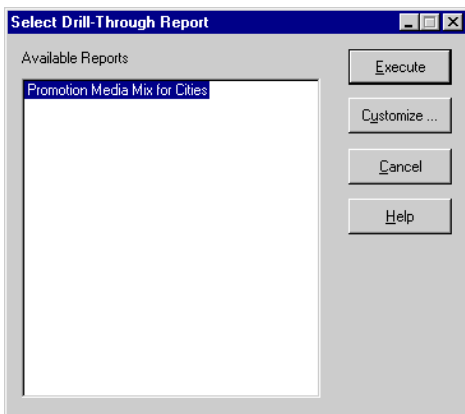 Select Drill-Through Report
Available Reports
Promotion Media Mix for Cities
Execute
Customize ...
Cancel
Help